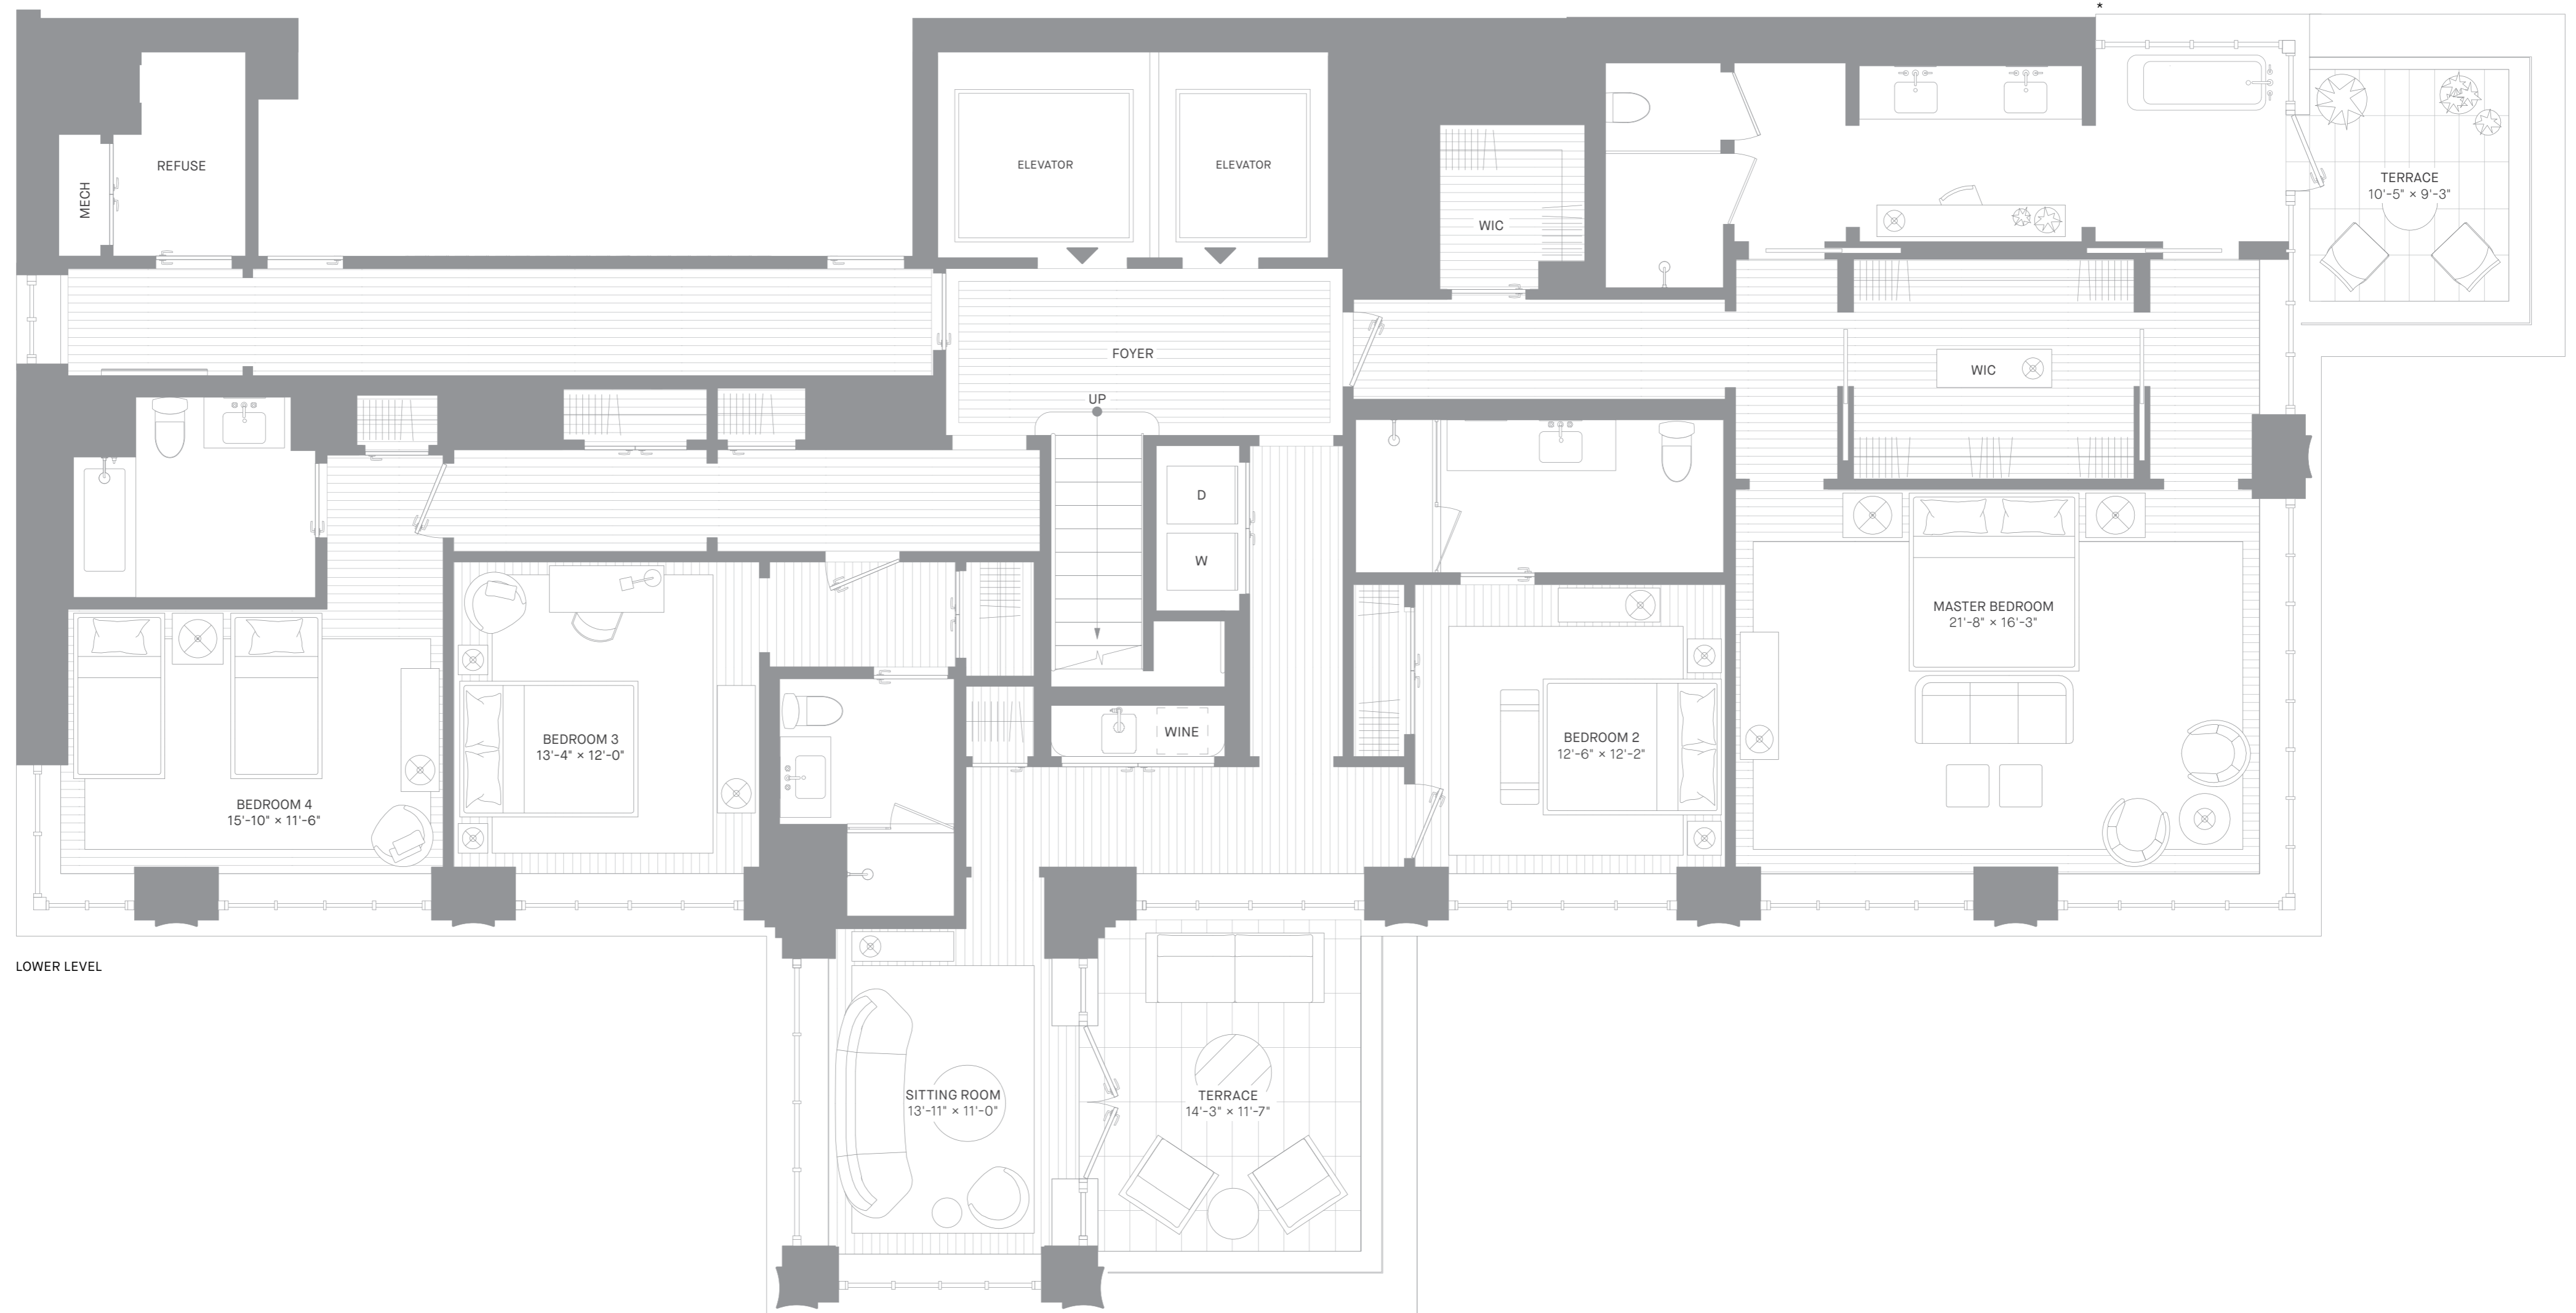 *
REFUSE
MECH
ELEVATOR
ELEVATOR
WIC
TERRACE
10'-5" × 9'-3"
FOYER
UP
WIC
D
W
MASTER BEDROOM
21'-8" × 16'-3"
WINE
BEDROOM 3
13'-4" × 12'-0"
BEDROOM 2
12'-6" × 12'-2"
BEDROOM 4
15'-10" × 11'-6"
LOWER LEVEL
SITTING ROOM
13'-11" × 11'-0"
TERRACE
14'-3" × 11'-7"